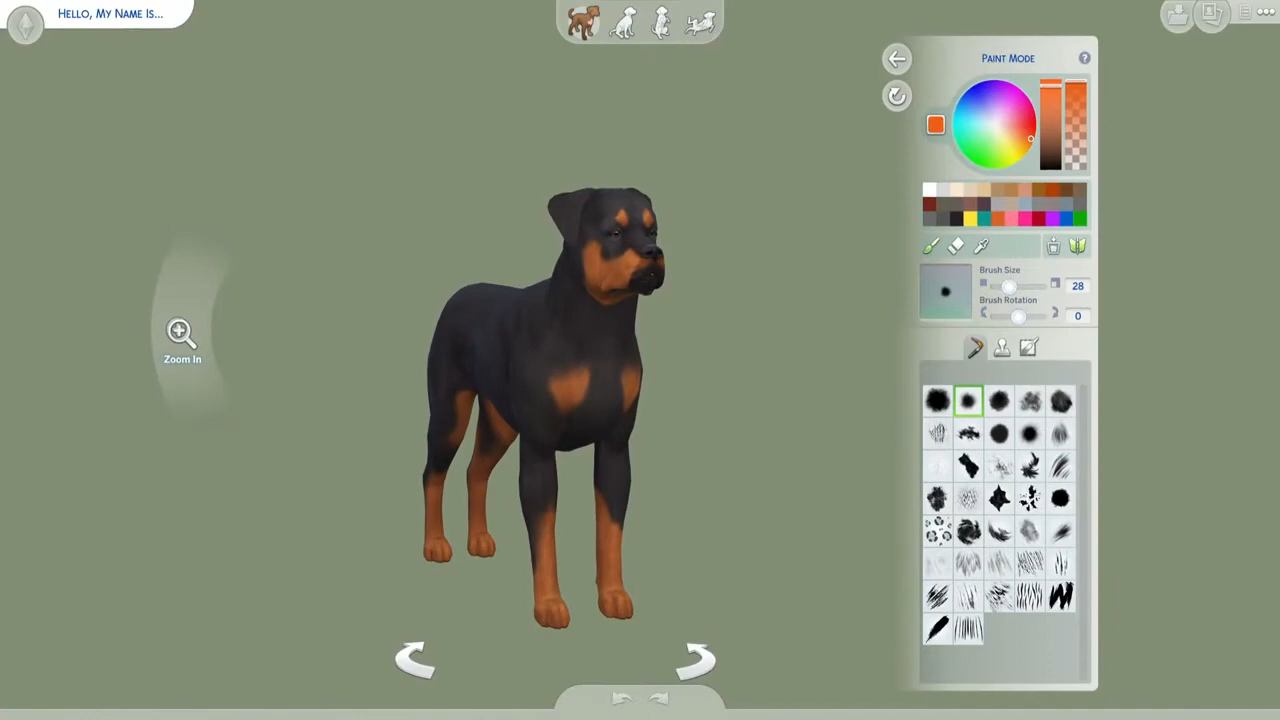 Hello, My Name Is...
Paint Mode
?
Brush Size
28
Brush Rotation
0
Zoom In